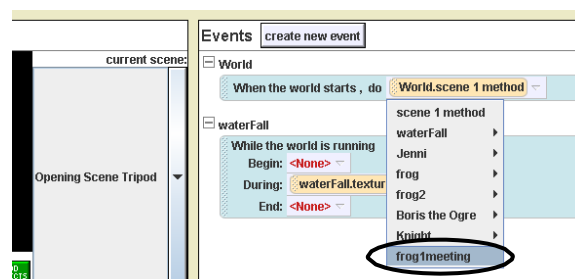 Events create new event
current scene:
World
When the world starts , do World.scene 1 method
scene 1 method
waterFall
waterFall
While the world is running
Jenni
Begin: <None>
frog
Opening Scene Tripod
During: waterFall.textur
frog2
End: <None>
Boris the Ogre
Knight
frog1meeting